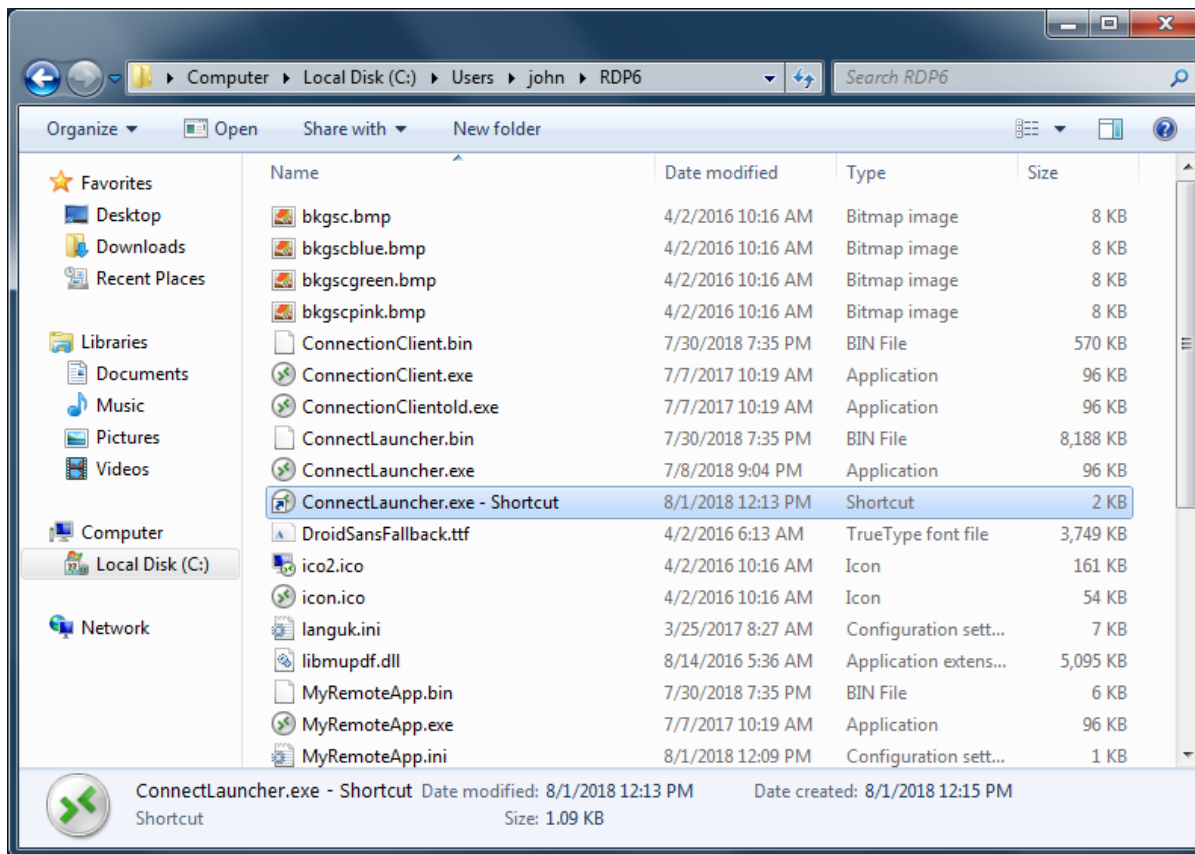 Computer Local Disk (C:) Users john RDP6 Search RDP6
Organize Open Share with New folder
Favorites
Desktop
Downloads
Recent Places
Libraries
Documents
Music
Pictures
Videos
Computer
Local Disk (C:)
Network
Name Date modified Type Size
bkgsc.bmp 4/2/2016 10:16 AM Bitmap image 8 KB
bkgscblue.bmp 4/2/2016 10:16 AM Bitmap image 8 KB
bkgscgreen.bmp 4/2/2016 10:16 AM Bitmap image 8 KB
bkgscpink.bmp 4/2/2016 10:16 AM Bitmap image 8 KB
ConnectionClient.bin 7/30/2018 7:35 PM BIN File 570 KB
ConnectionClient.exe 7/7/2017 10:19 AM Application 96 KB
ConnectionClientold.exe 7/7/2017 10:19 AM Application 96 KB
ConnectLauncher.bin 7/30/2018 7:35 PM BIN File 8,188 KB
ConnectLauncher.exe 7/8/2018 9:04 PM Application 96 KB
ConnectLauncher.exe - Shortcut 8/1/2018 12:13 PM Shortcut 2 KB
DroidSansFallback.ttf 4/2/2016 6:13 AM TrueType font file 3,749 KB
ico2.ico 4/2/2016 10:16 AM Icon 161 KB
icon.ico 4/2/2016 10:16 AM Icon 54 KB
languk.ini 3/25/2017 8:27 AM Configuration sett... 7 KB
libmupdf.dll 8/14/2016 5:36 AM Application extens... 5,095 KB
MyRemoteApp.bin 7/30/2018 7:35 PM BIN File 6 KB
MyRemoteApp.exe 7/7/2017 10:19 AM Application 96 KB
MyRemoteApp.ini 8/1/2018 12:09 PM Configuration sett... 1 KB
ConnectLauncher.exe - Shortcut Date modified: 8/1/2018 12:13 PM Date created: 8/1/2018 12:15 PM
Shortcut Size: 1.09 KB